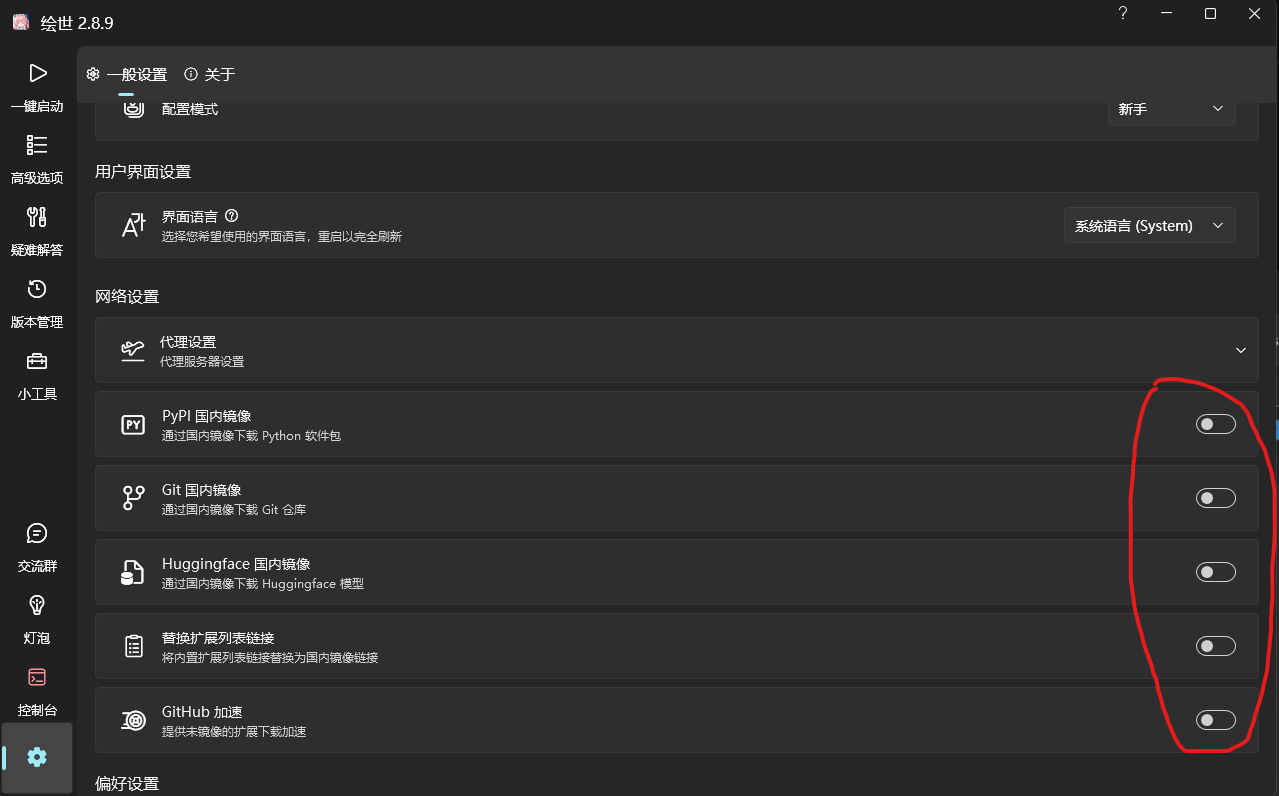 绘世 2.8.9
一键启动
高级选项
疑难解答
版本管理
小工具
交流群
灯泡
控制台
一般设置
关于
配置模式
新手
用户界面设置
界面语言
选择您希望使用的界面语言，重启以完全刷新
系统语言 (System)
网络设置
代理设置
代理服务器设置
PY
PyPI 国内镜像
通过国内镜像下载 Python 软件包
Git 国内镜像
通过国内镜像下载 Git 仓库
Huggingface 国内镜像
通过国内镜像下载 Huggingface 模型
替换扩展列表链接
将内置扩展列表链接替换为国内镜像链接
GitHub 加速
提供未镜像的扩展下载加速
偏好设置